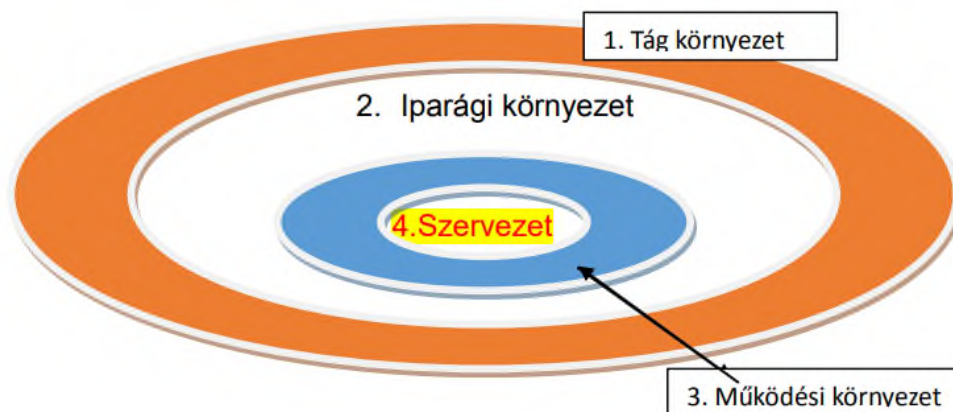 1. Tág környezet
2. Iparági környezet
4.Szervezet
3. Működési környezet